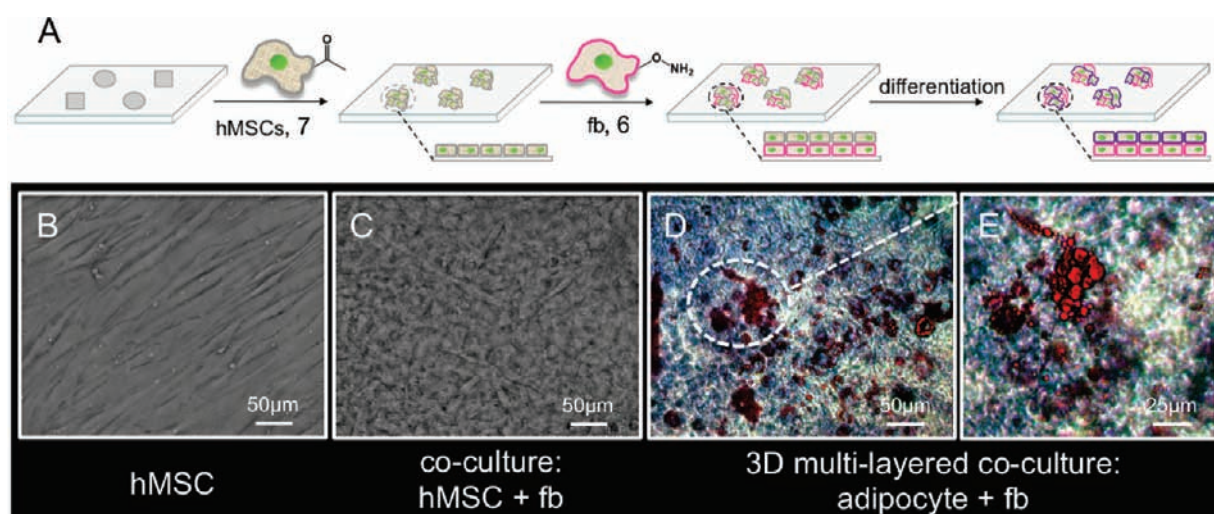 A
O
O
NH2
hMSCs, 7
fb, 6
differentiation
B
C
D
E
50µm
50µm
50µm
25µm
hMSC
co-culture:
hMSC + fb
3D multi-layered co-culture:
adipocyte + fb